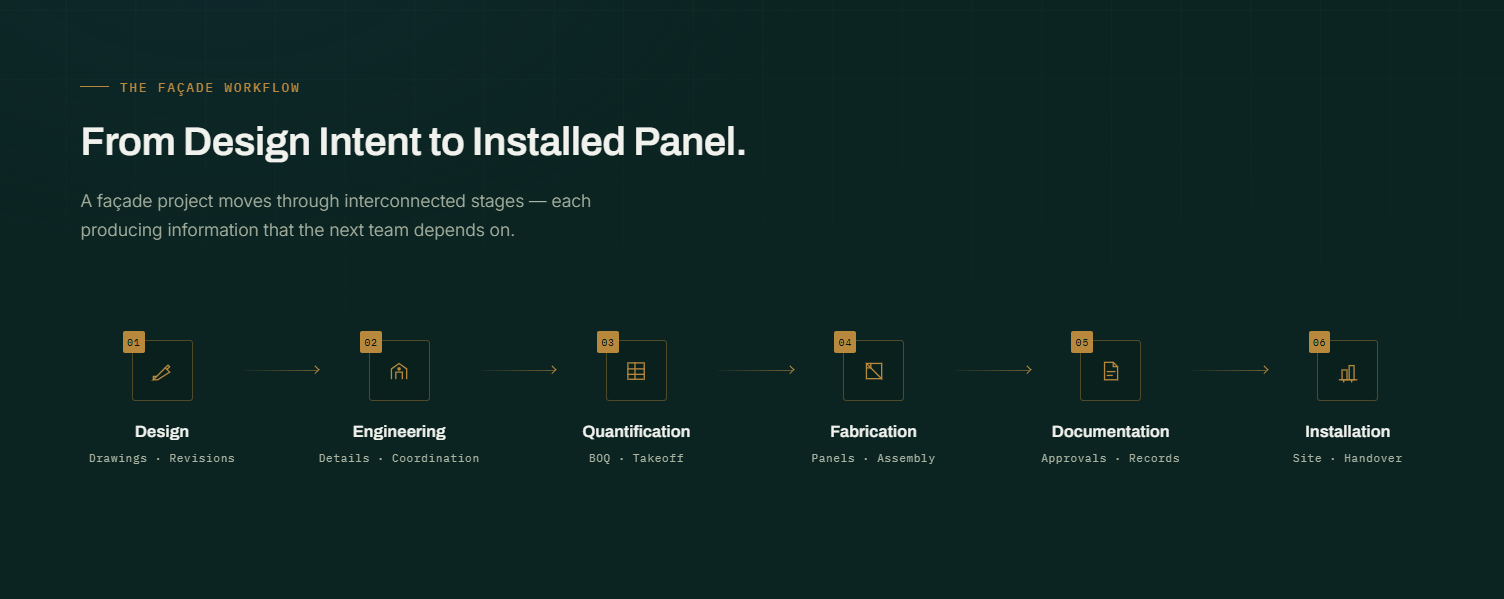 THE FAÇADE WORKFLOW
From Design Intent to Installed Panel.
A façade project moves through interconnected stages — each
producing information that the next team depends on.
01
02
03
04
05
06
Design
Engineering
Quantification
Fabrication
Documentation
Installation
Drawings · Revisions
Details · Coordination
BOQ · Takeoff
Panels · Assembly
Approvals · Records
Site · Handover